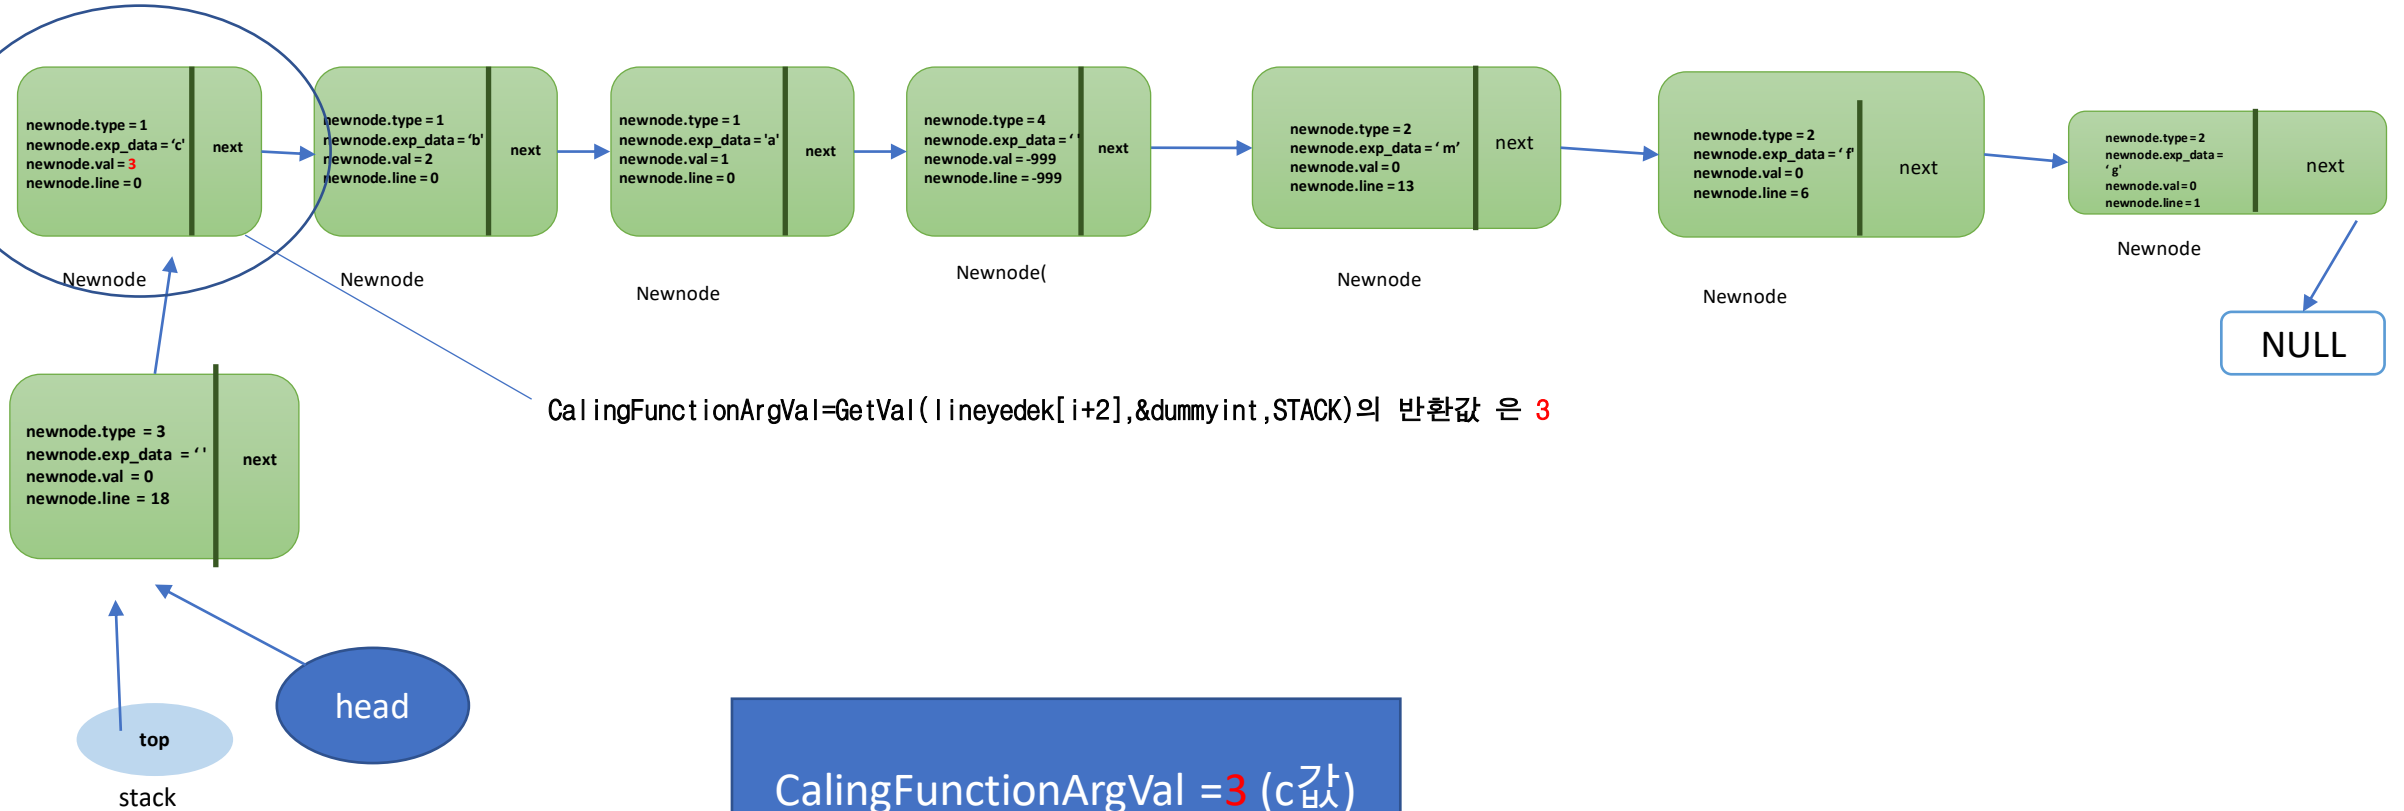 newnode.type = 1
newnode.exp_data = ‘c'
newnode.val = 3
newnode.line = 0
next
Newnode
newnode.type = 1
newnode.exp_data = ‘b'
newnode.val = 2
newnode.line = 0
next
Newnode
newnode.type = 1
newnode.exp_data = 'a'
newnode.val = 1
newnode.line = 0
next
Newnode
newnode.type = 4
newnode.exp_data = ‘ '
newnode.val = -999
newnode.line = -999
next
Newnode(
newnode.type = 2
newnode.exp_data = ‘ m’
newnode.val = 0
newnode.line = 13
next
Newnode
newnode.type = 2
newnode.exp_data = ‘ f'
newnode.val = 0
newnode.line = 6
next
Newnode
newnode.type = 2
newnode.exp_data =
‘ g'
newnode.val = 0
newnode.line = 1
next
Newnode
NULL
CalingFunctionArgVal=GetVal(lineyedek[i+2],&dummyint,STACK)의 반환값 은 3
newnode.type = 3
newnode.exp_data = ‘ '
newnode.val = 0
newnode.line = 18
next
head
top
stack
CalingFunctionArgVal =3 (c값)